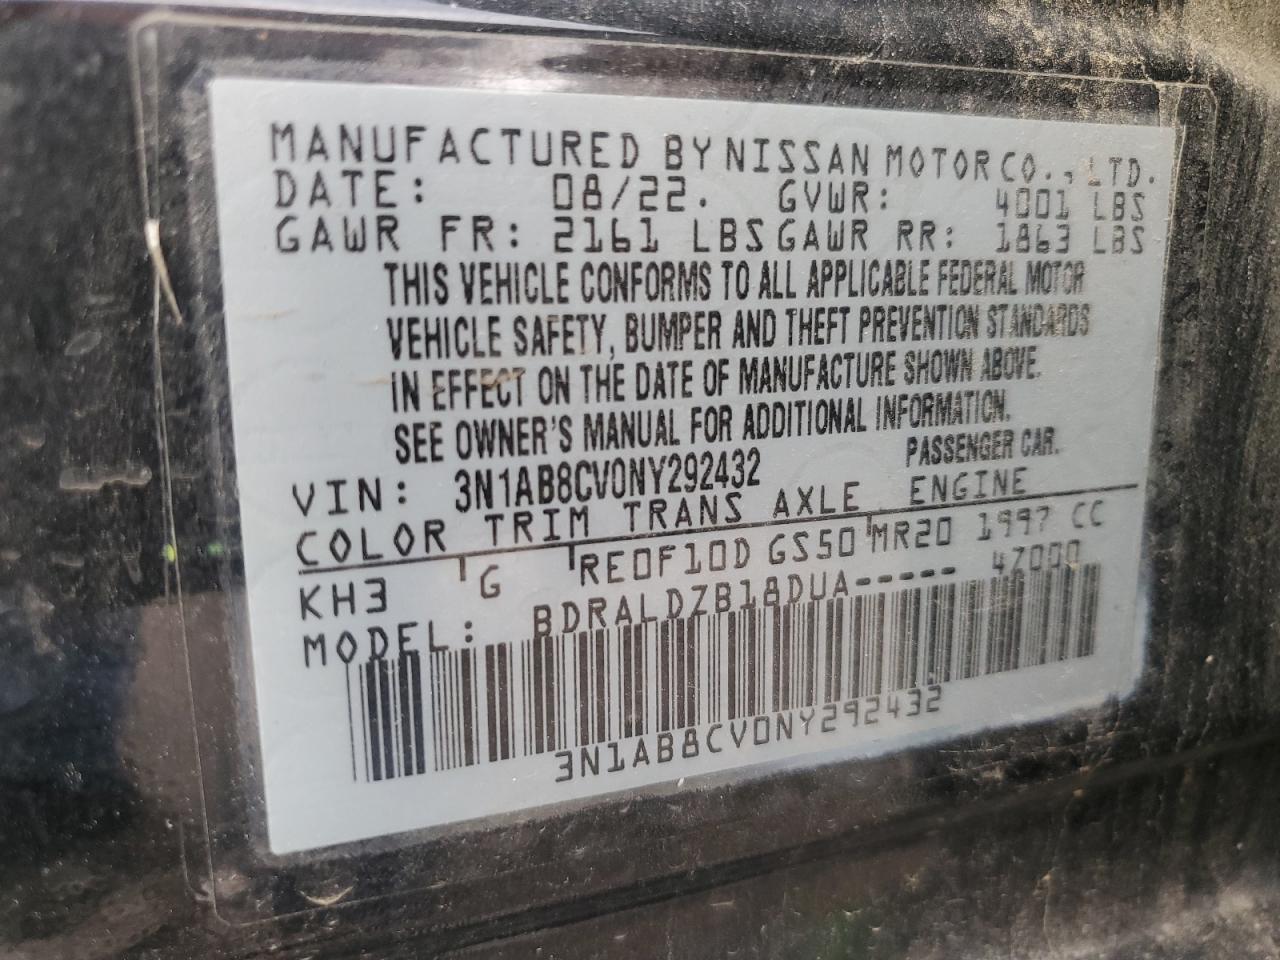 MANUFACTURED BY NISSAN MOTOR CO., LTD.
DATE: 08/22. GVWR: 4001 LBS
GAWR FR: 2161 LBS GAWR RR: 1863 LBS
THIS VEHICLE CONFORMS TO ALL APPLICABLE FEDERAL MOTOR
VEHICLE SAFETY, BUMPER AND THEFT PREVENTION STANDARDS
IN EFFECT ON THE DATE OF MANUFACTURE SHOWN ABOVE.
SEE OWNER'S MANUAL FOR ADDITIONAL INFORMATION.
VIN: 3N1AB8CV0NY292432 PASSENGER CAR.
COLOR TRIM TRANS AXLE ENGINE
KH3 G RE0F10D GS50 MR20 1997 CC
MODEL: BDRALDZB18DUA----- 47000
3N1AB8CV0NY292432